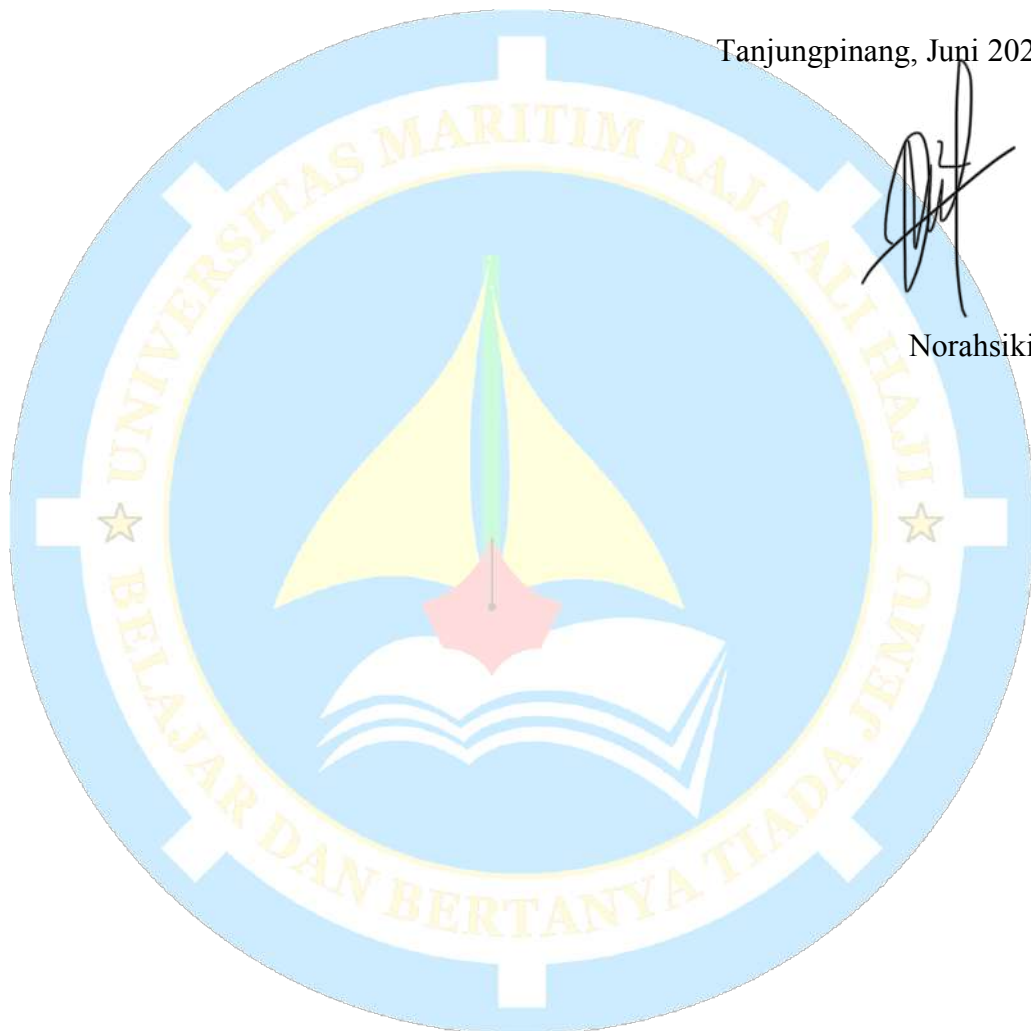 Tanjungpinang, Juni 202
Norahsiki
UNIVERSITAS MARITIM RAJA ALI HAJI
BELAJAR DAN BERTANYA TIADA JEMU